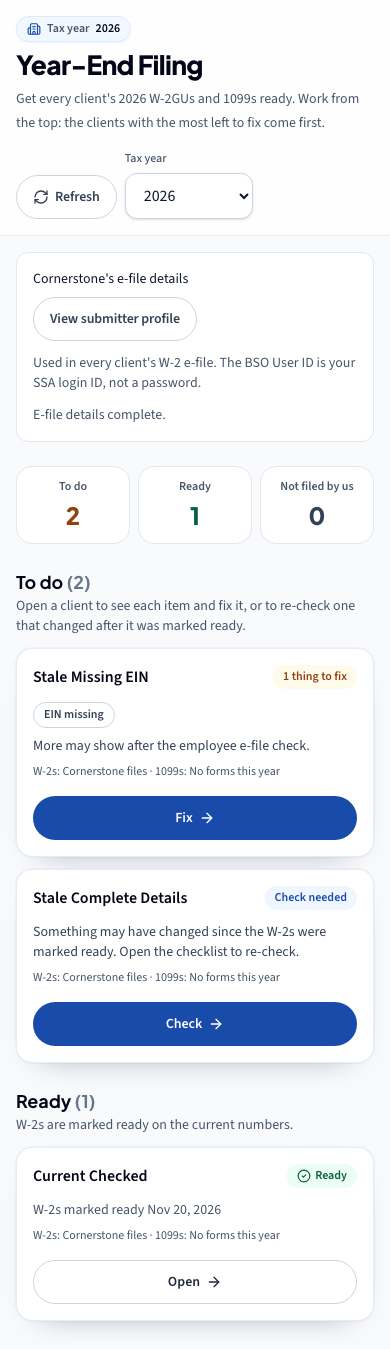 Tax year 2026
Year-End Filing
Get every client's 2026 W-2GUs and 1099s ready. Work from
the top: the clients with the most left to fix come first.
Tax year
Refresh
2026
Cornerstone's e-file details
View submitter profile
Used in every client's W-2 e-file. The BSO User ID is your
SSA login ID, not a password.
E-file details complete.
To do
Ready
Not filed by us
2
1
0
To do (2)
Open a client to see each item and fix it, or to re-check one
that changed after it was marked ready.
Stale Missing EIN
1 thing to fix
EIN missing
More may show after the employee e-file check.
W-2s: Cornerstone files · 1099s: No forms this year
Fix
Stale Complete Details
Check needed
Something may have changed since the W-2s were
marked ready. Open the checklist to re-check.
W-2s: Cornerstone files · 1099s: No forms this year
Check
Ready (1)
W-2s are marked ready on the current numbers.
Current Checked
Ready
W-2s marked ready Nov 20, 2026
W-2s: Cornerstone files · 1099s: No forms this year
Open